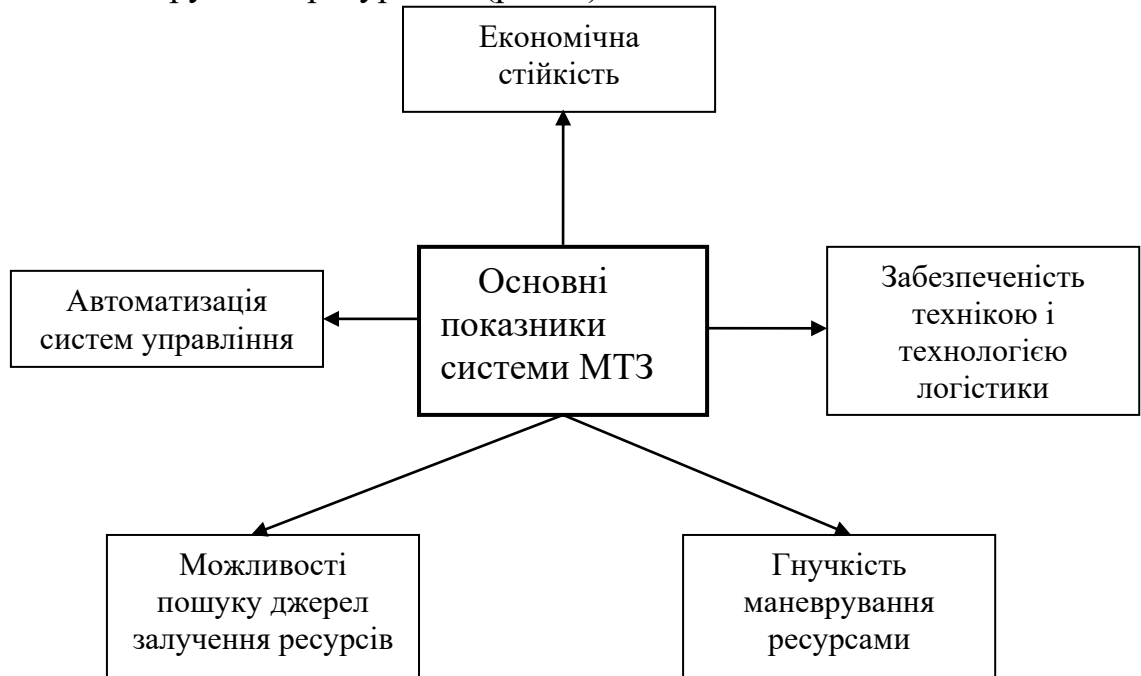 Економічна
стійкість
Автоматизація
систем управління
Основні
показники
системи МТЗ
Забезпеченість
технікою і
технологією
логістики
Можливості
пошуку джерел
залучення ресурсів
Гнучкість
маневрування
ресурсами